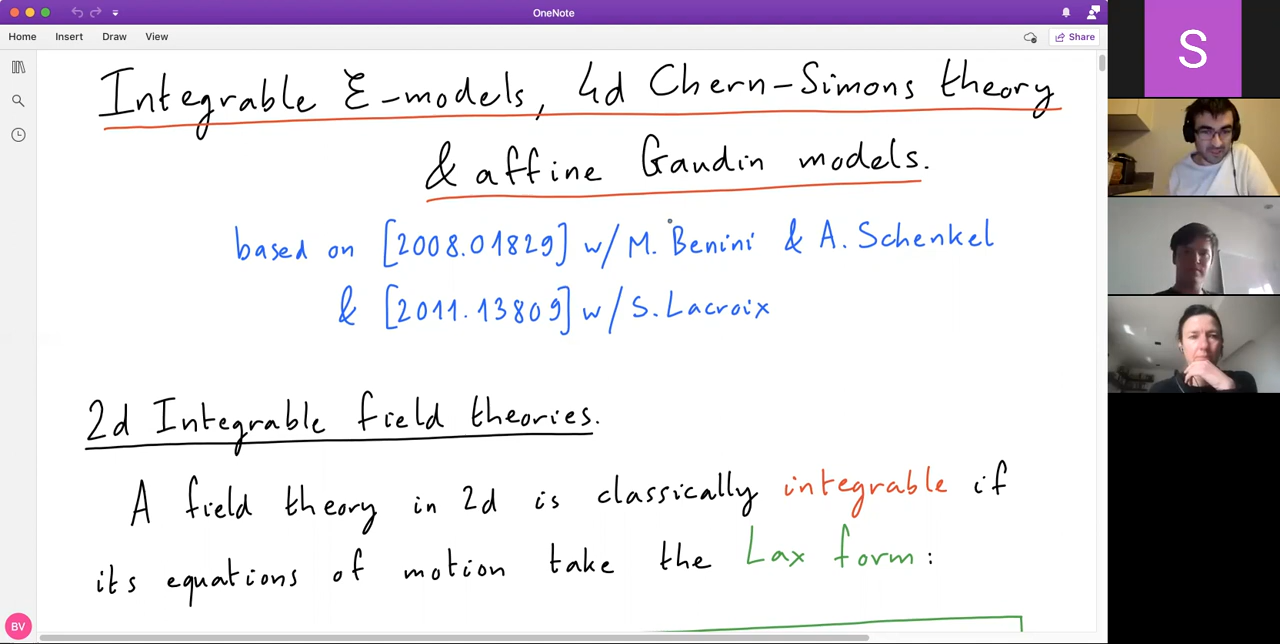 OneNote
Home Insert Draw View
Share
Integrable ℰ-models, 4d Chern-Simons theory
& affine Gaudin models.
based on [2008.01829] w/ M. Benini & A. Schenkel
& [2011.13809] w/ S. Lacroix
2d Integrable field theories.
A field theory in 2d is classically integrable if
its equations of motion take the Lax form:
BV
S